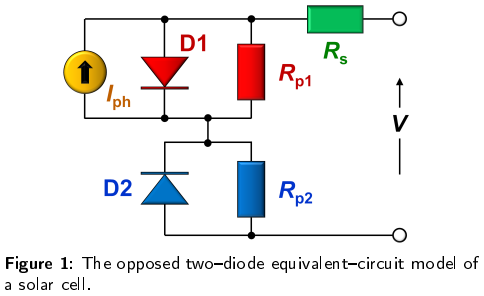 D1
R_s
R_p1
I_ph
V
D2
R_p2
Figure 1: The opposed two–diode equivalent–circuit model of
a solar cell.